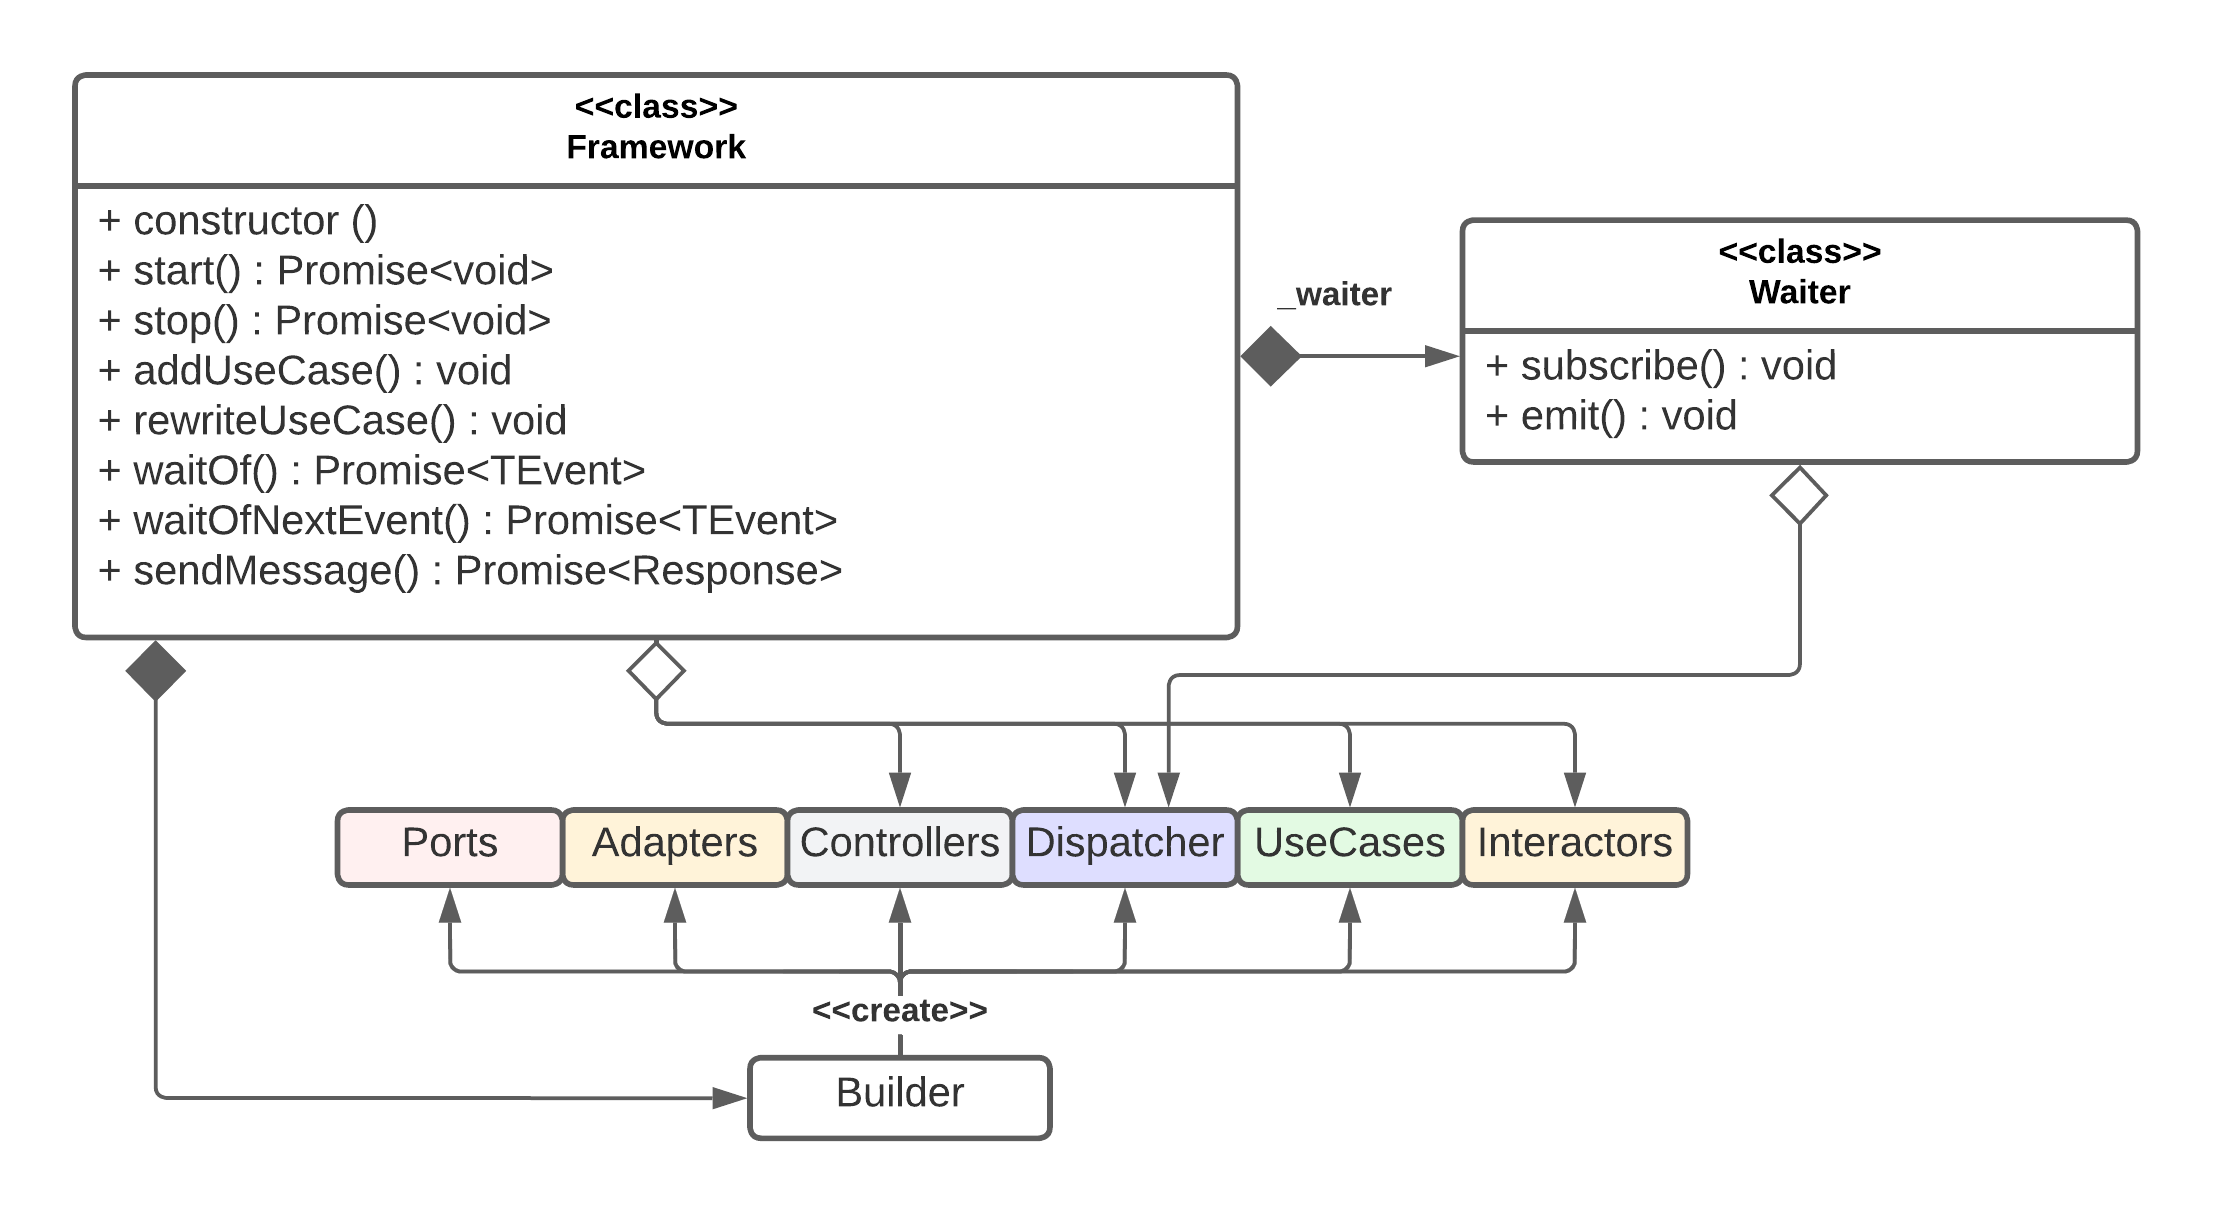 <<class>>
Framework
+ constructor ()
+ start() : Promise<void>
+ stop() : Promise<void>
+ addUseCase() : void
+ rewriteUseCase() : void
+ waitOf() : Promise<TEvent>
+ waitOfNextEvent() : Promise<TEvent>
+ sendMessage() : Promise<Response>
_waiter
<<class>>
Waiter
+ subscribe() : void
+ emit() : void
Ports
Adapters
Controllers
Dispatcher
UseCases
Interactors
<<create>>
Builder